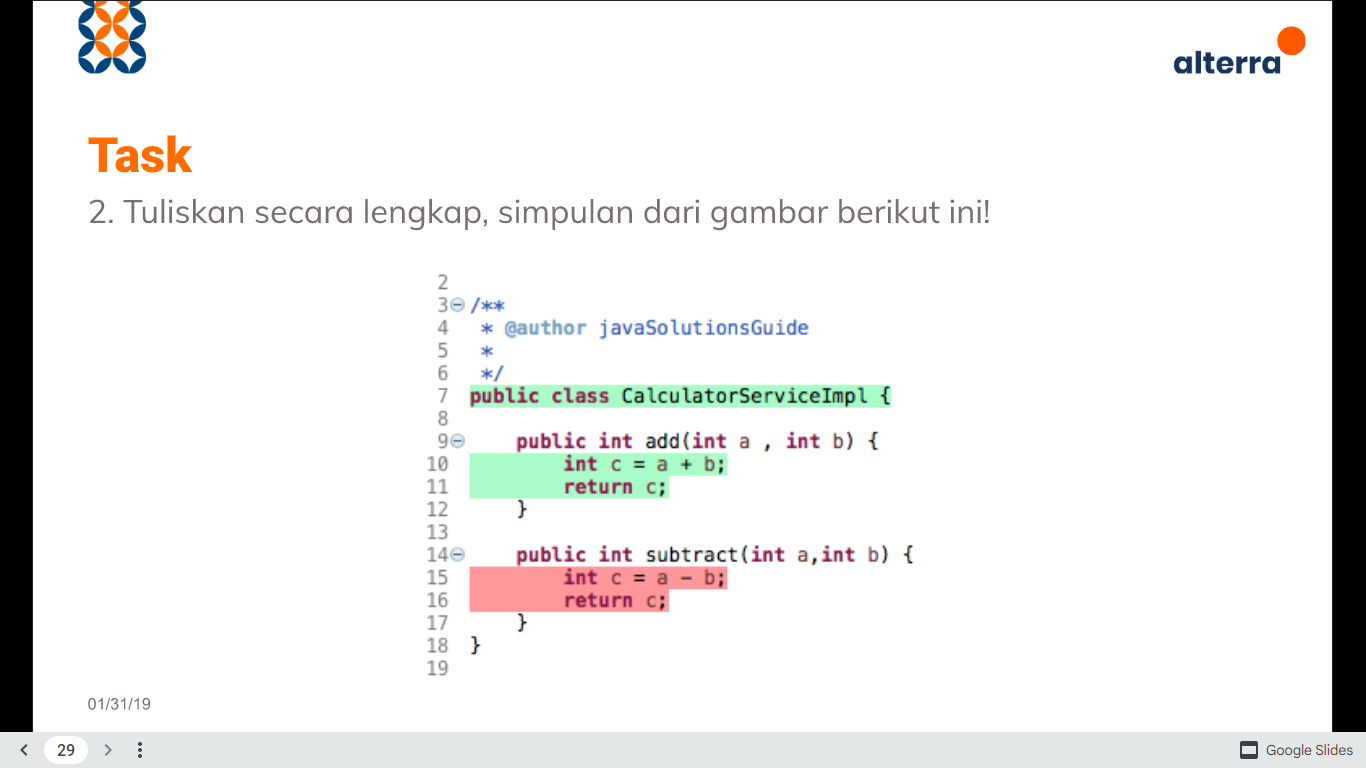 alterra
Task
2. Tuliskan secara lengkap, simpulan dari gambar berikut ini!
2
3 /**
4 * @author javaSolutionsGuide
5 *
6 */
7 public class CalculatorServiceImpl {
8
9 public int add(int a , int b) {
10 int c = a + b;
11 return c;
12 }
13
14 public int subtract(int a,int b) {
15 int c = a - b;
16 return c;
17 }
18 }
19
01/31/19
29
Google Slides